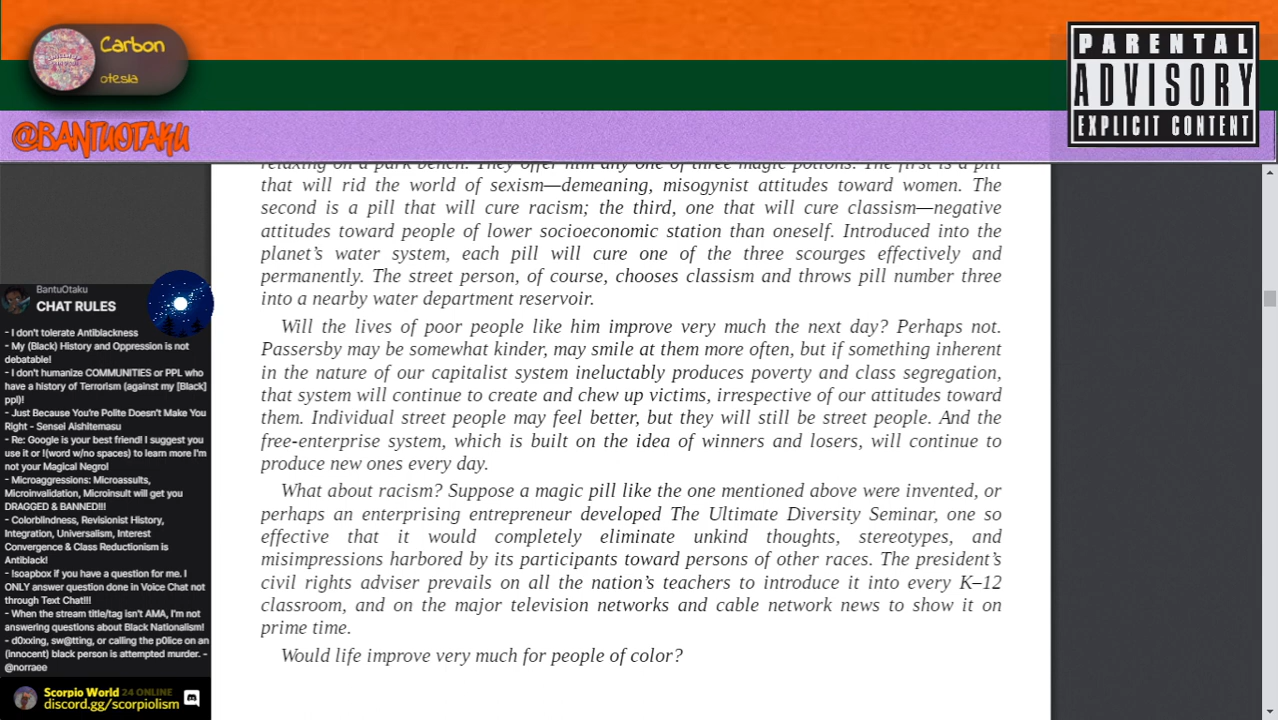 Carbon
otesia
PARENTAL
ADVISORY
EXPLICIT CONTENT
@BANTUOTAKU
relaxing on a park bench. They offer him any one of three magic potions. The first is a pill
that will rid the world of sexism—demeaning, misogynist attitudes toward women. The
second is a pill that will cure racism; the third, one that will cure classism—negative
attitudes toward people of lower socioeconomic station than oneself. Introduced into the
planet's water system, each pill will cure one of the three scourges effectively and
permanently. The street person, of course, chooses classism and throws pill number three
into a nearby water department reservoir.
Will the lives of poor people like him improve very much the next day? Perhaps not.
Passersby may be somewhat kinder, may smile at them more often, but if something inherent
in the nature of our capitalist system ineluctably produces poverty and class segregation,
that system will continue to create and chew up victims, irrespective of our attitudes toward
them. Individual street people may feel better, but they will still be street people. And the
free-enterprise system, which is built on the idea of winners and losers, will continue to
produce new ones every day.
What about racism? Suppose a magic pill like the one mentioned above were invented, or
perhaps an enterprising entrepreneur developed The Ultimate Diversity Seminar, one so
effective that it would completely eliminate unkind thoughts, stereotypes, and
misimpressions harbored by its participants toward persons of other races. The president's
civil rights adviser prevails on all the nation's teachers to introduce it into every K–12
classroom, and on the major television networks and cable network news to show it on
prime time.
Would life improve very much for people of color?
BantuOtaku
CHAT RULES
- I don't tolerate Antiblackness
- My (Black) History and Oppression is not
debatable!
- I don't humanize COMMUNITIES or PPL who
have a history of Terrorism (against my [Black]
ppl)!
- Just Because You're Polite Doesn't Make You
Right - Sensei Aishitemasu
- Re: Google is your best friend! I suggest you
use it or !(word w/no spaces) to learn more I'm
not your Magical Negro!
- Microaggressions: Microassults,
Microinvalidation, Microinsult will get you
DRAGGED & BANNED!!!
- Colorblindness, Revisionist History,
Integration, Universalism, Interest
Convergence & Class Reductionism is
Antiblack!
- !soapbox if you have a question for me. I
ONLY answer question done in Voice Chat not
through Text Chat!!!
- When the stream title/tag isn't AMA, I'm not
answering questions about Black Nationalism!
- d0xxing, sw@tting, or calling the p0lice on an
(innocent) black person is attempted murder. -
@norraee
Scorpio World 24 ONLINE
discord.gg/scorpiolism